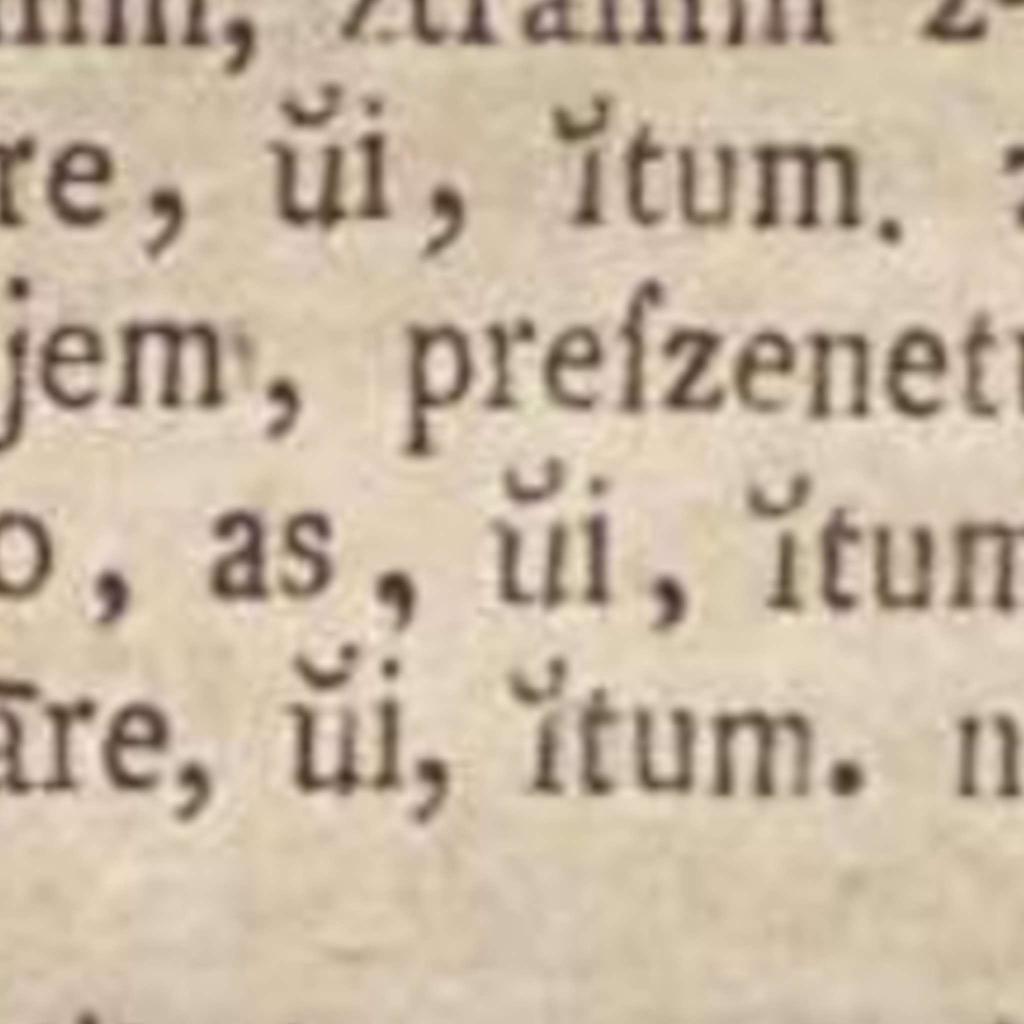 re, ŭi, ĭtum.
jem, preſzenet
o, as, ŭi, ĭtum
āre, ŭi, ĭtum. n